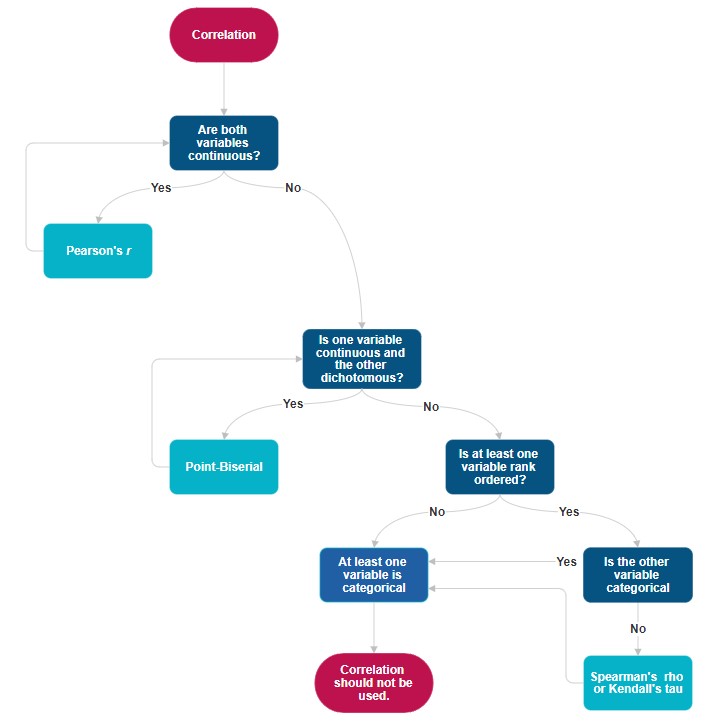 Correlation
Are both
variables
continuous?
Yes
No
Pearson's r
Is one variable
continuous and
the other
dichotomous?
Yes
No
Point-Biserial
Is at least one
variable rank
ordered?
No
Yes
At least one
variable is
categorical
Yes
Is the other
variable
categorical
No
Correlation
should not be
used.
Spearman's rho
or Kendall's tau